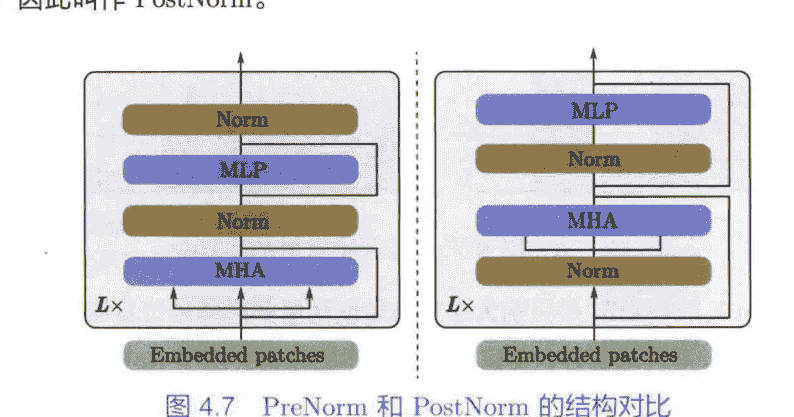 因此叫作 PostNorm。
Norm
MLP
Norm
MHA
L×
Embedded patches
MLP
Norm
MHA
Norm
L×
Embedded patches
图 4.7 PreNorm 和 PostNorm 的结构对比